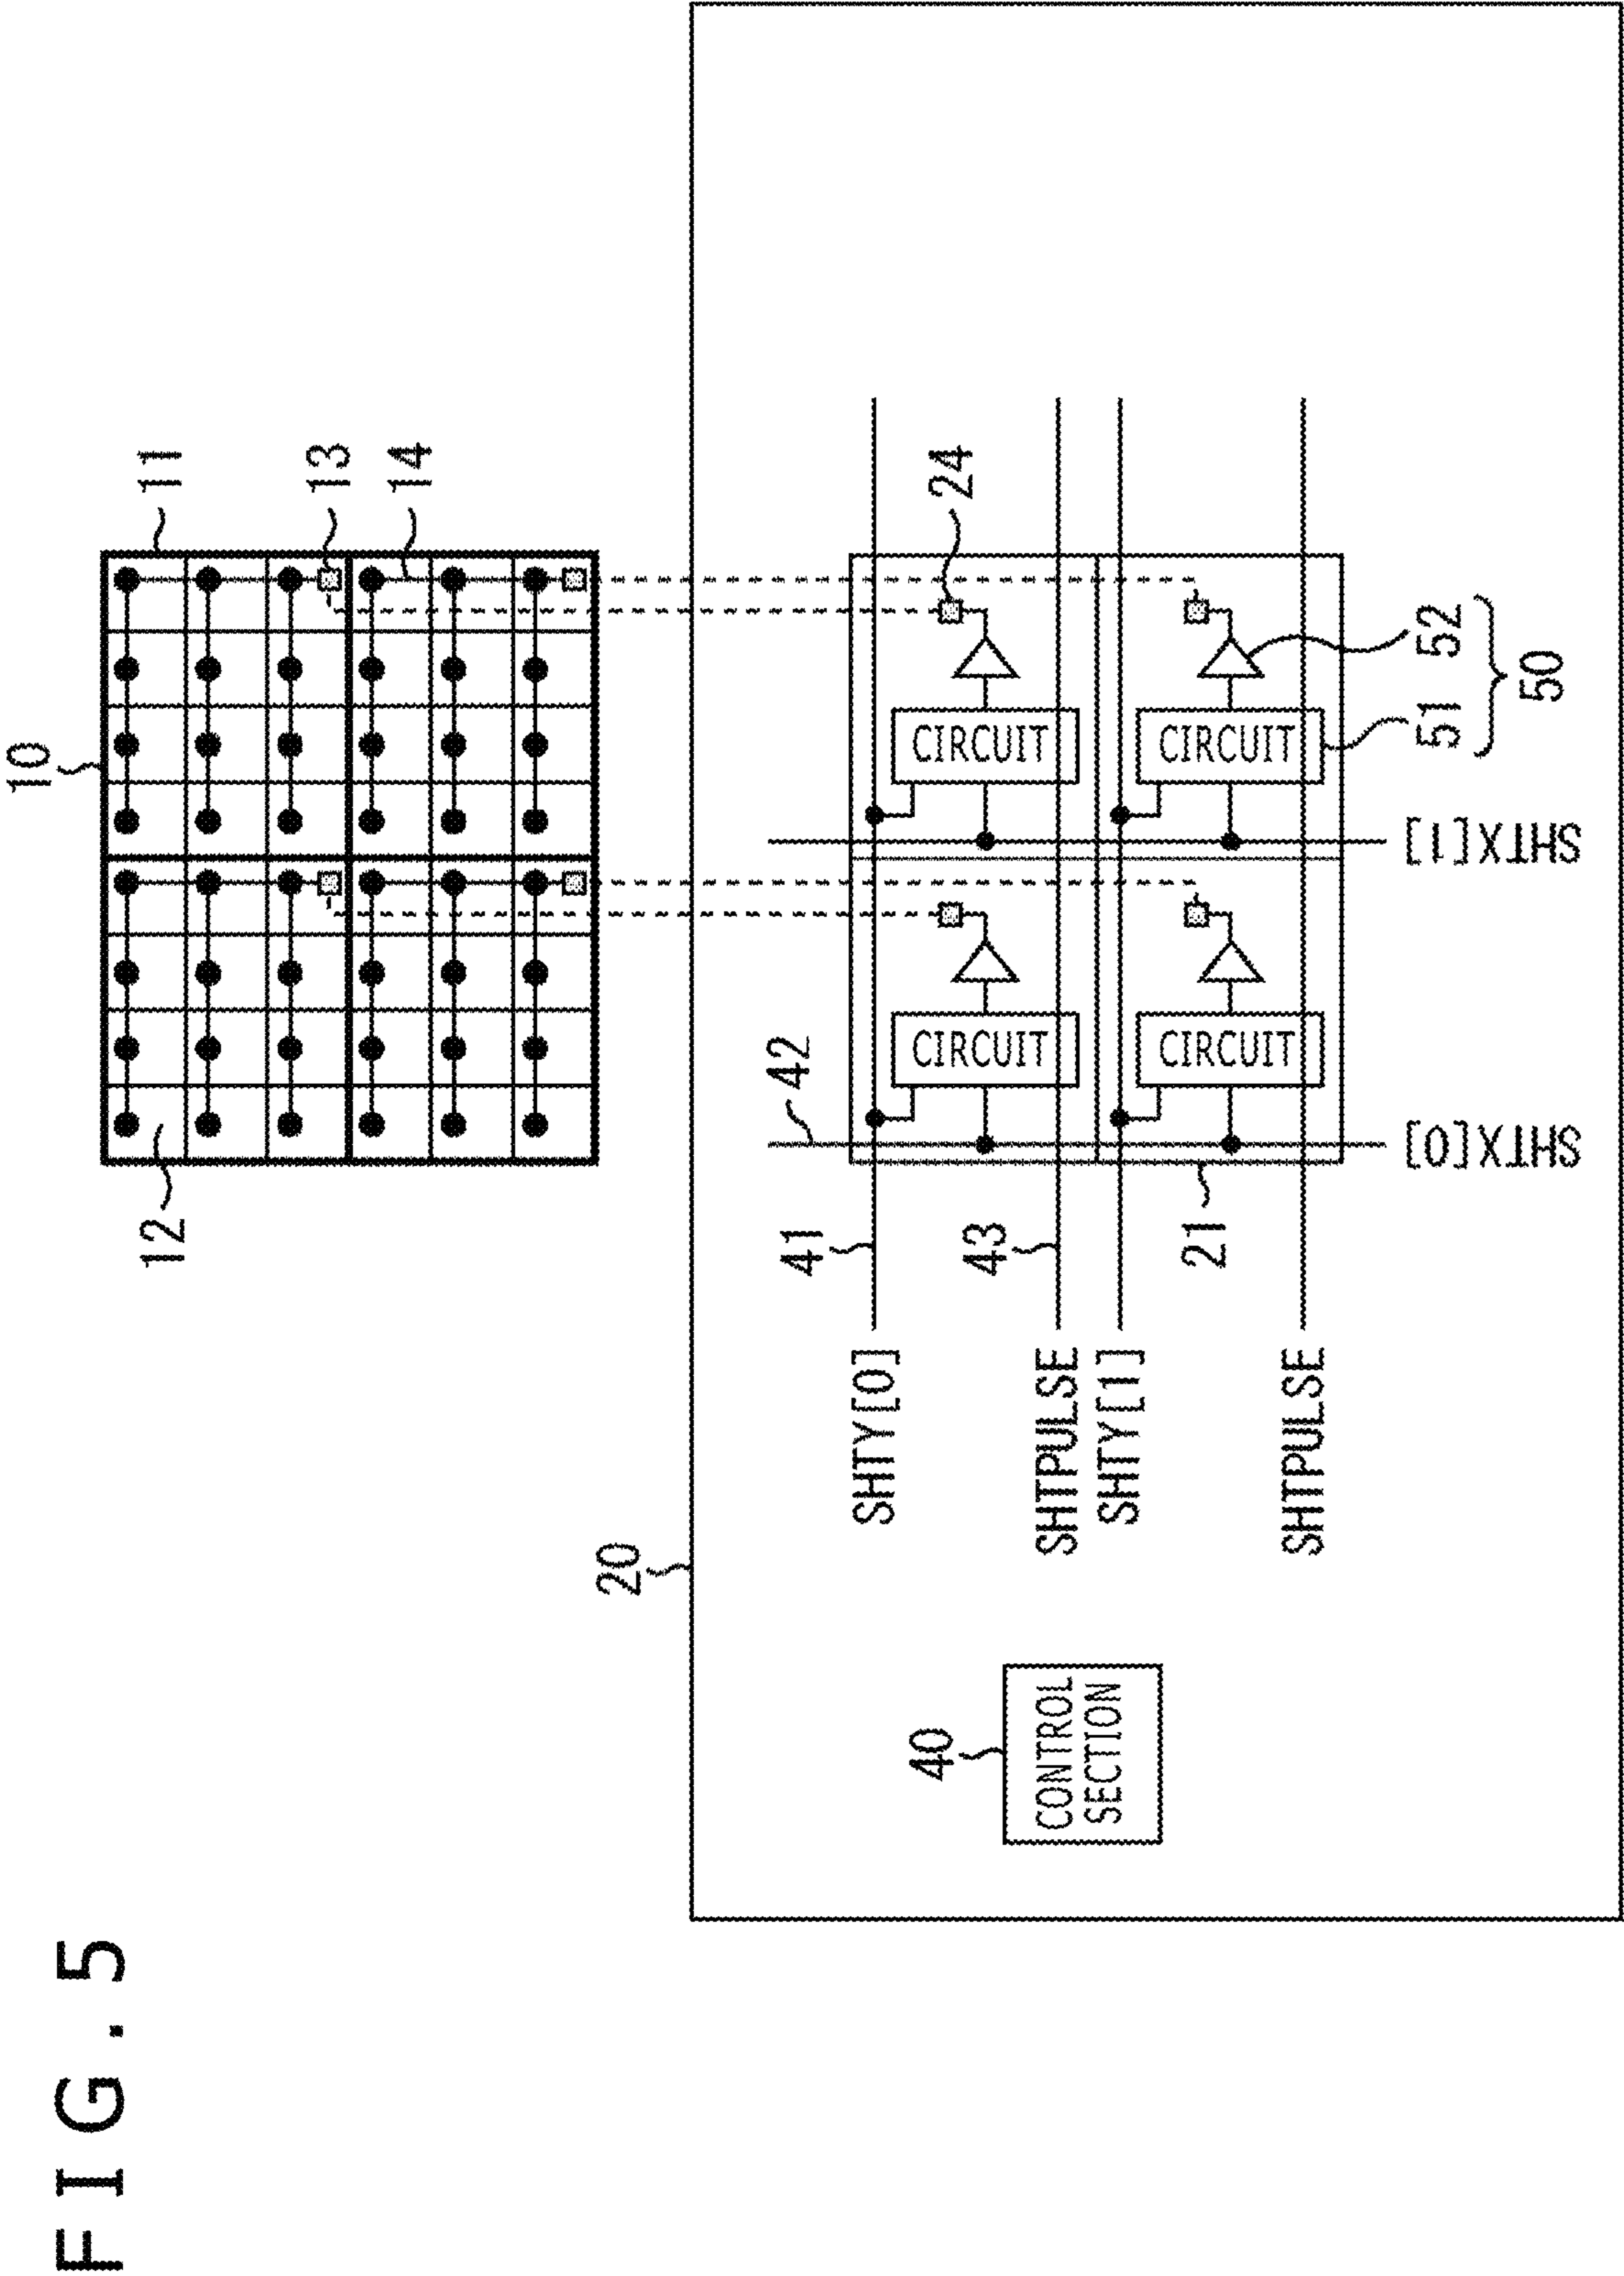 FIG.5
10
11
12
13
14
20
24
42
41
43
21
CIRCUIT
CIRCUIT
CIRCUIT
CIRCUIT
52
51
50
SHTY[0]
SHTPULSE
SHTY[1]
SHTPULSE
SHTX[0]
SHTX[1]
40
CONTROL
SECTION